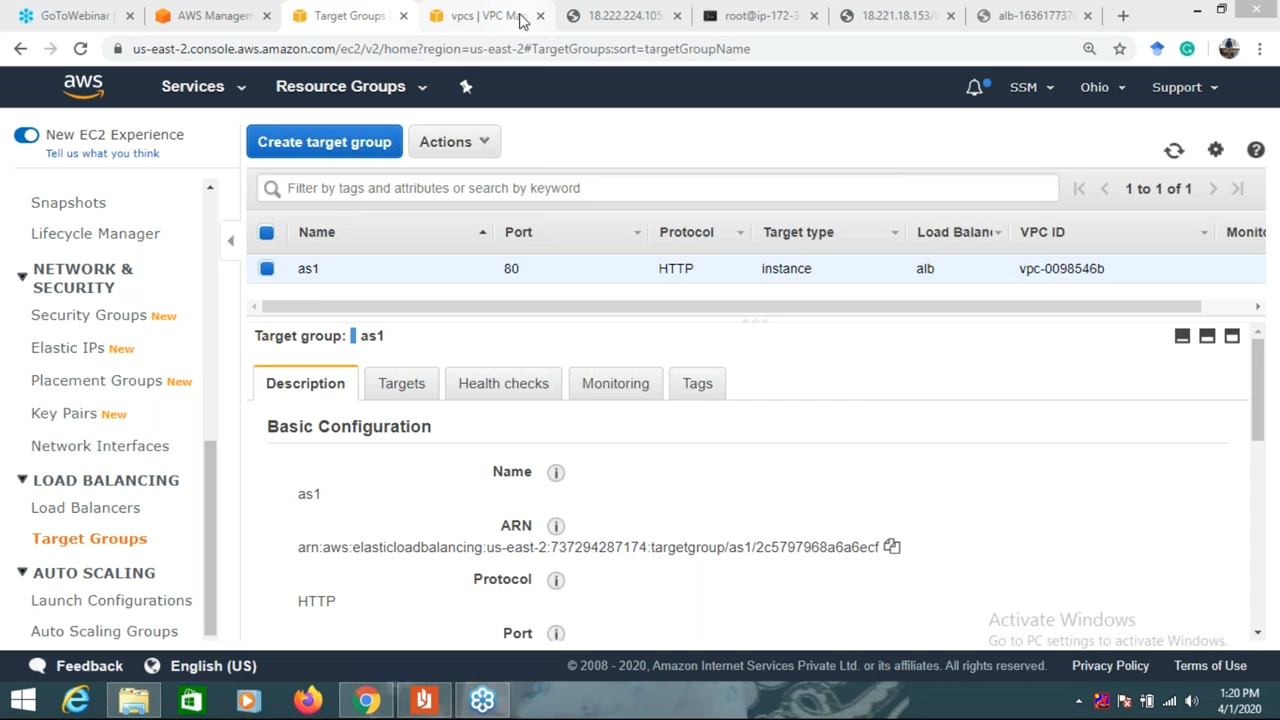 GoToWebinar
AWS Managem
Target Groups
vpcs | VPC Ma
18.222.224.105
root@ip-172-3
18.221.18.153/
alb-1636177370
us-east-2.console.aws.amazon.com/ec2/v2/home?region=us-east-2#TargetGroups:sort=targetGroupName
aws
Services
Resource Groups
SSM
Ohio
Support
New EC2 Experience
Tell us what you think
Snapshots
Lifecycle Manager
NETWORK &
SECURITY
Security Groups New
Elastic IPs New
Placement Groups New
Key Pairs New
Network Interfaces
LOAD BALANCING
Load Balancers
Target Groups
AUTO SCALING
Launch Configurations
Auto Scaling Groups
Create target group
Actions
Filter by tags and attributes or search by keyword
1 to 1 of 1
Name
Port
Protocol
Target type
Load Balan
VPC ID
Monito
as1
80
HTTP
instance
alb
vpc-0098546b
Target group:
as1
Description
Targets
Health checks
Monitoring
Tags
Basic Configuration
Name
as1
ARN
arn:aws:elasticloadbalancing:us-east-2:737294287174:targetgroup/as1/2c5797968a6a6ecf
Protocol
HTTP
Port
Activate Windows
Go to PC settings to activate Windows.
Feedback
English (US)
© 2008 - 2020, Amazon Internet Services Private Ltd. or its affiliates. All rights reserved.
Privacy Policy
Terms of Use
1:20 PM
4/1/2020